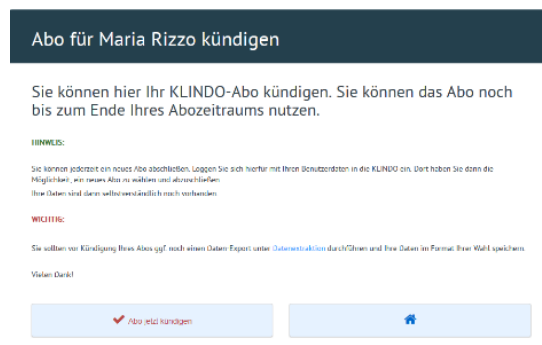 Abo für Maria Rizzo kündigen
Sie können hier Ihr KLINDO-Abo kündigen. Sie können das Abo noch
bis zum Ende Ihres Abozeitraums nutzen.
HINWEIS:
Sie können jederzeit ein neues Abo abschließen. Loggen Sie sich hierfür mit Ihren Benutzerdaten in die KLINDO ein. Dort haben Sie dann die
Möglichkeit, ein neues Abo zu wählen und abzuschließen.
Ihre Daten sind dann selbstverständlich noch vorhanden.
WICHTIG:
Sie sollten vor Kündigung Ihres Abos ggf. noch einen Daten-Export unter Datenextraktion durchführen und Ihre Daten im Format Ihrer Wahl speichern.
Vielen Dank!
Abo jetzt kündigen